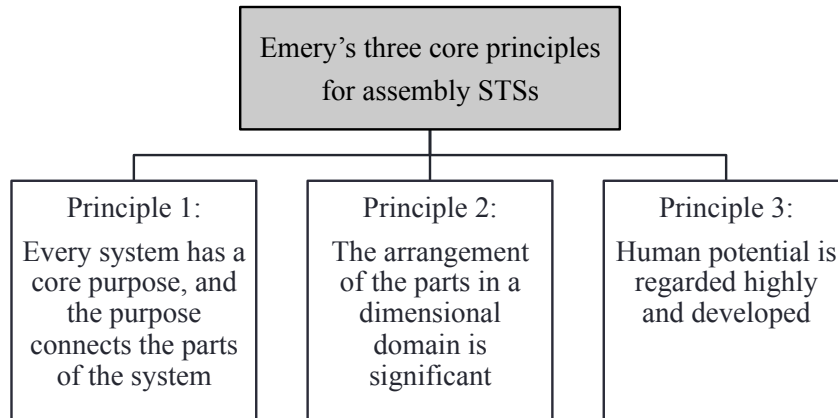 Emery’s three core principles
for assembly STSs
Principle 1:
Every system has a
core purpose, and
the purpose
connects the parts
of the system
Principle 2:
The arrangement
of the parts in a
dimensional
domain is
significant
Principle 3:
Human potential is
regarded highly
and developed